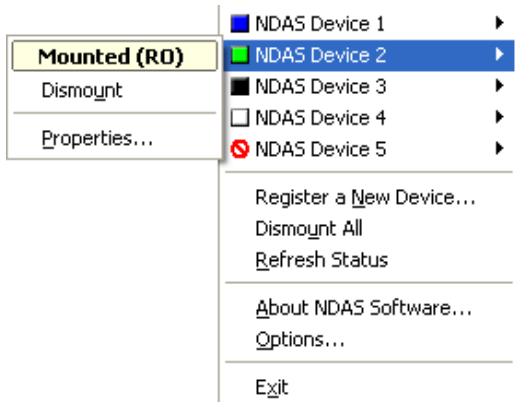 NDAS Device 1
NDAS Device 2
NDAS Device 3
NDAS Device 4
NDAS Device 5
Register a New Device...
Dismount All
Refresh Status
About NDAS Software...
Options...
Exit
Mounted (RO)
Dismount
Properties...